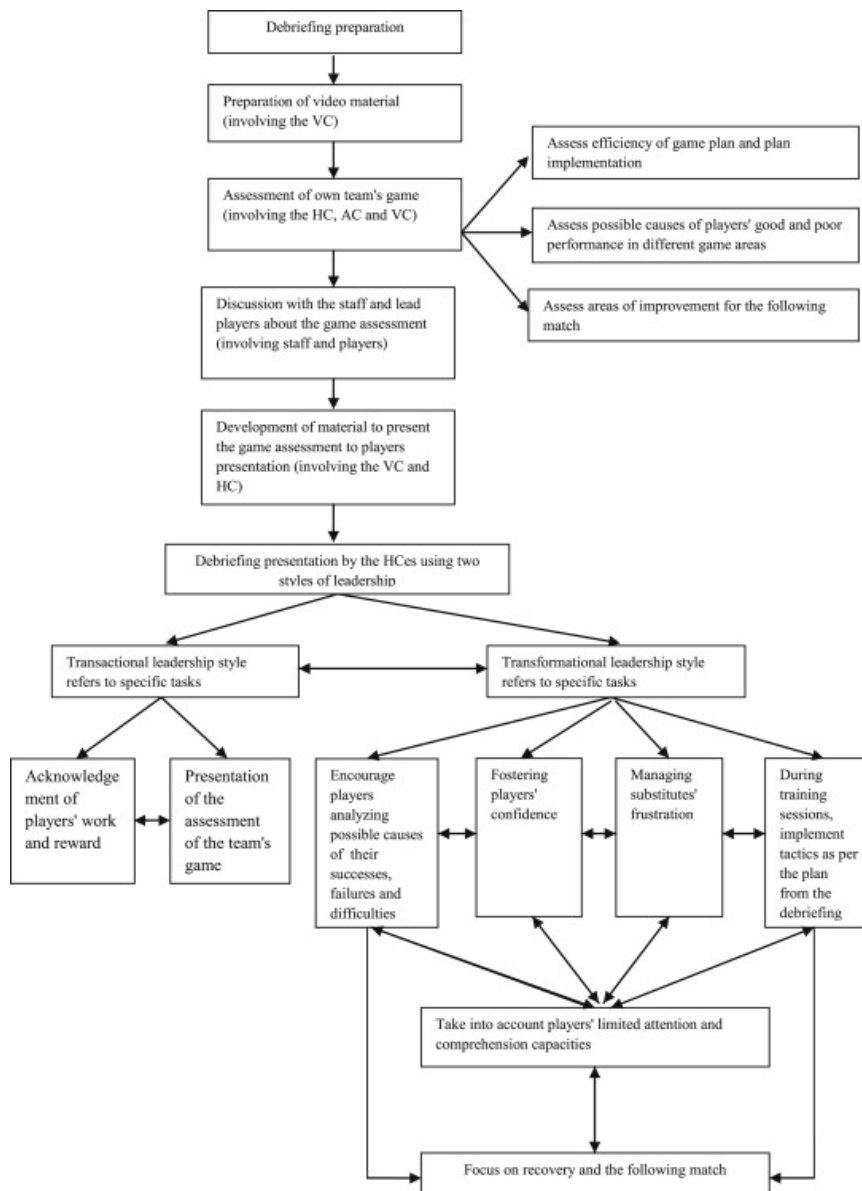 Debriefing preparation
Preparation of video material
(involving the VC)
Assess efficiency of game plan and plan
implementation
Assessment of own team's game
(involving the HC, AC and VC)
Assess possible causes of players' good and poor
performance in different game areas
Discussion with the staff and lead
players about the game assessment
(involving staff and players)
Assess areas of improvement for the following
match
Development of material to present
the game assessment to players
presentation (involving the VC and
HC)
Debriefing presentation by the HCes using two
styles of leadership
Transactional leadership style
refers to specific tasks
Transformational leadership style
refers to specific tasks
Acknowledge
ment of
players' work
and reward
Presentation
of the
assessment
of the team's
game
Encourage
players
analyzing
possible causes
of their
successes,
failures and
difficulties
Fostering
players'
confidence
Managing
substitutes'
frustration
During
training
sessions,
implement
tactics as per
the plan
from the
debriefing
Take into account players' limited attention and
comprehension capacities
Focus on recovery and the following match